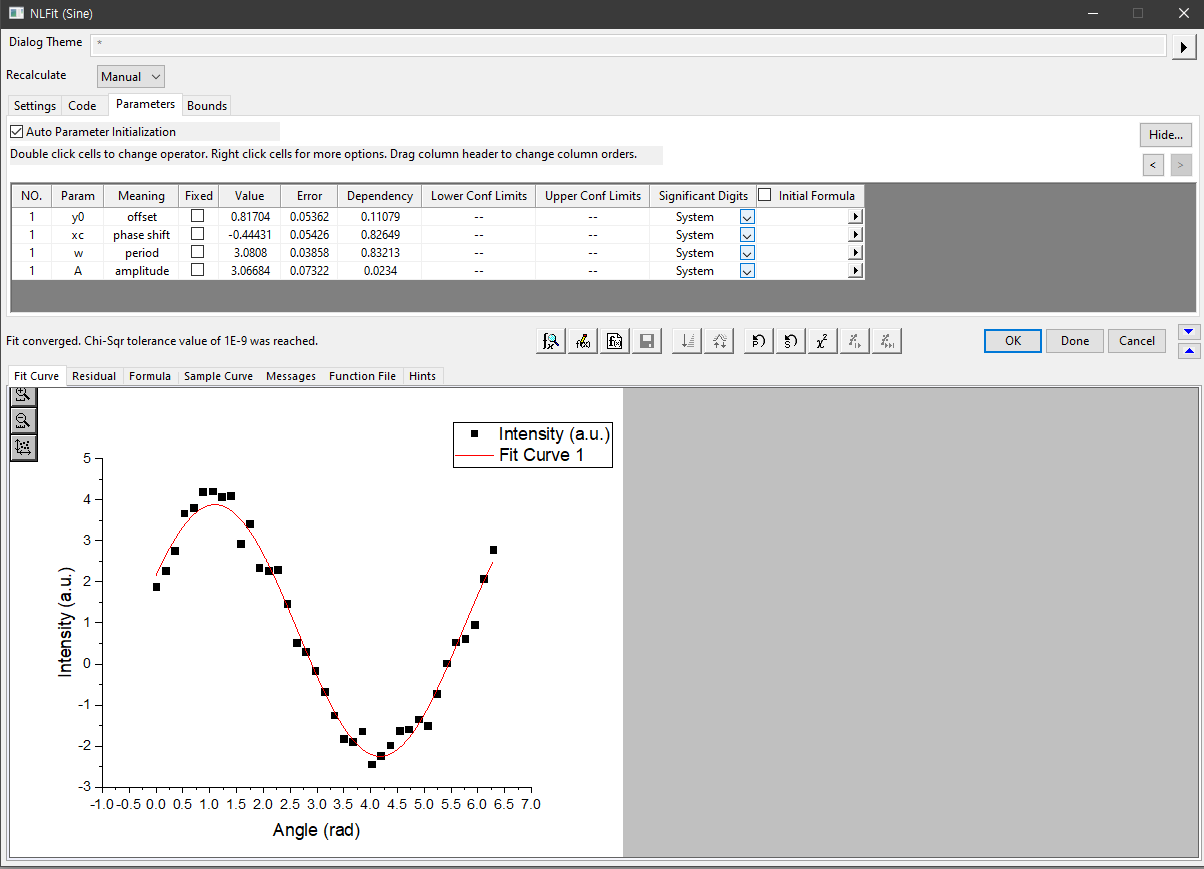 NLFit (Sine)
Dialog Theme *
Recalculate Manual
Settings Code Parameters Bounds
Auto Parameter Initialization
Hide...
Double click cells to change operator. Right click cells for more options. Drag column header to change column orders.
< >
NO. Param Meaning Fixed Value Error Dependency Lower Conf Limits Upper Conf Limits Significant Digits Initial Formula
1 y0 offset 0.81704 0.05362 0.11079 -- -- System
1 xc phase shift -0.44431 0.05426 0.82649 -- -- System
1 w period 3.0808 0.03858 0.83213 -- -- System
1 A amplitude 3.06684 0.07322 0.0234 -- -- System
Fit converged. Chi-Sqr tolerance value of 1E-9 was reached.
OK Done Cancel
Fit Curve Residual Formula Sample Curve Messages Function File Hints
Intensity (a.u.)
Fit Curve 1
5
4
3
2
1
0
-1
-2
-3
Intensity (a.u.)
-1.0 -0.5 0.0 0.5 1.0 1.5 2.0 2.5 3.0 3.5 4.0 4.5 5.0 5.5 6.0 6.5 7.0
Angle (rad)